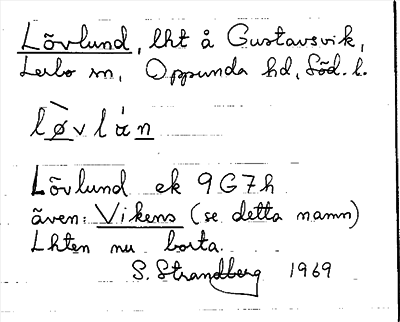 Lövlund, lht å Gustavsvik,
Lerbo sn, Oppunda hd, Söd. l.
lø̀vlán
Lövlund ek 9G7h
även: Vikens (se detta namn)
Lhten nu borta.
S. Strandberg 1969